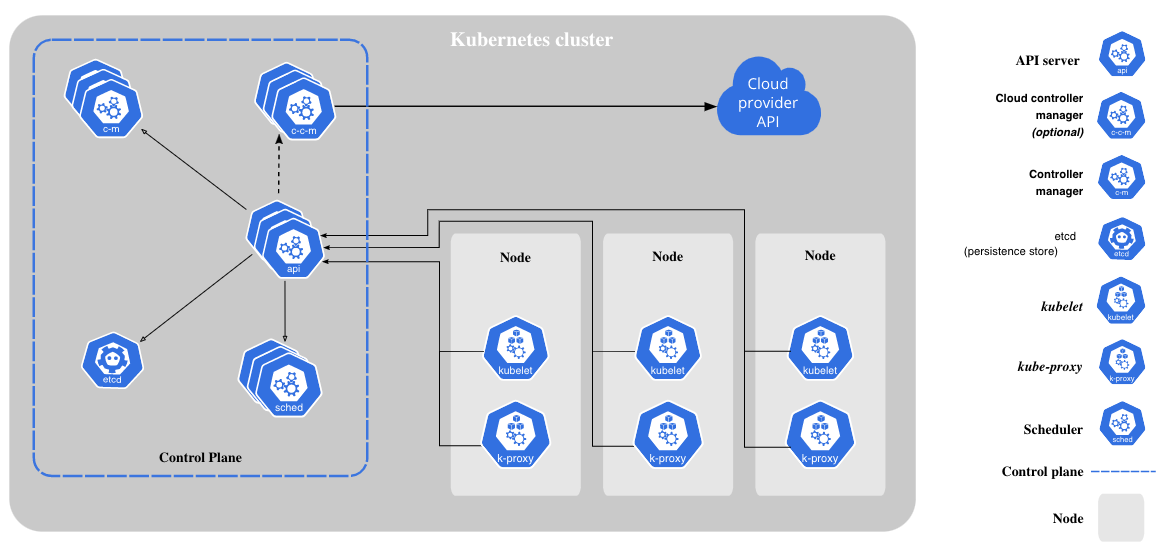 Kubernetes cluster
c-m
c-c-m
Cloud
provider
API
api
etcd
sched
Control Plane
Node
kubelet
k-proxy
Node
kubelet
k-proxy
Node
kubelet
k-proxy
API server
api
Cloud controller
manager
(optional)
c-c-m
Controller
manager
c-m
etcd
(persistence store)
etcd
kubelet
kubelet
kube-proxy
k-proxy
Scheduler
sched
Control plane
Node